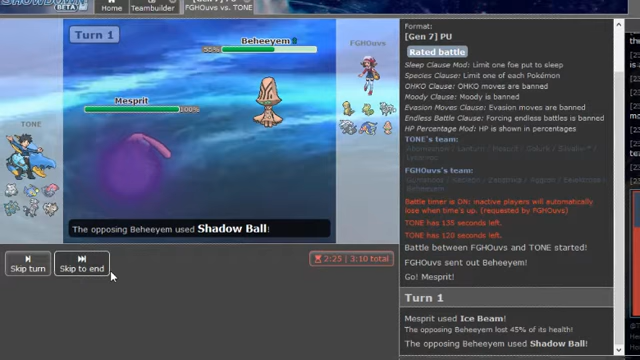 SHOWDOWN
BETA
Home
Teambuilder
FGHOuvs vs. TONE
Turn 1
Beheeyem
55%
FGHOuvs
Mesprit
100%
TONE
The opposing Beheeyem used Shadow Ball!
Skip turn
Skip to end
2:25 | 3:10 total
Format:
[Gen 7] PU
Rated battle
Sleep Clause Mod: Limit one foe put to sleep
Species Clause: Limit one of each Pokémon
OHKO Clause: OHKO moves are banned
Moody Clause: Moody is banned
Evasion Moves Clause: Evasion moves are banned
Endless Battle Clause: Forcing endless battles is banned
HP Percentage Mod: HP is shown in percentages
TONE's team:
FGHOuvs's team:
Battle timer is ON: inactive players will automatically
lose when time's up. (requested by FGHOuvs)
TONE has 135 seconds left.
TONE has 120 seconds left.
Battle between FGHOuvs and TONE started!
FGHOuvs sent out Beheeyem!
Go! Mesprit!
Turn 1
Mesprit used Ice Beam!
The opposing Beheeyem lost 45% of its health!
The opposing Beheeyem used Shadow Ball!